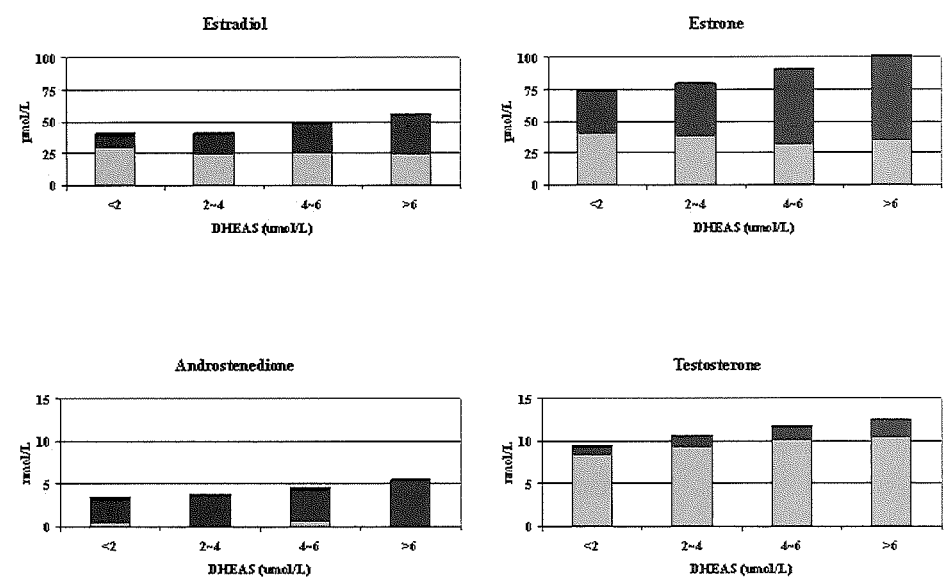 Estradiol
100
75
50
25
0
pmol/L
<2 2~4 4~6 >6
DHEAS (umol/L)
Estrone
100
75
50
25
0
pmol/L
<2 2~4 4~6 >6
DHEAS (umol/L)
Androstenedione
15
10
5
0
nmol/L
<2 2~4 4~6 >6
DHEAS (umol/L)
Testosterone
15
10
5
0
nmol/L
<2 2~4 4~6 >6
DHEAS (umol/L)